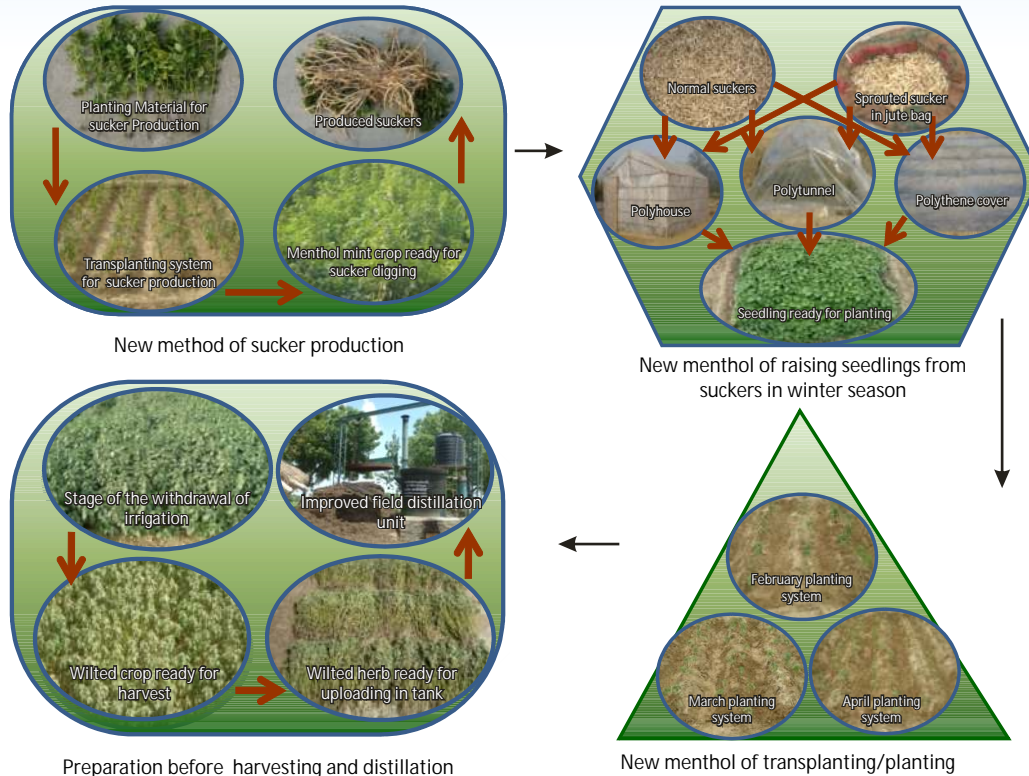 Planting Material for
sucker Production
Produced suckers
Transplanting system
for sucker production
Menthol mint crop ready for
sucker digging
New method of sucker production
Normal suckers
Sprouted sucker
in jute bag
Polyhouse
Polytunnel
Polythene cover
Seedling ready for planting
New menthol of raising seedlings from
suckers in winter season
Stage of the withdrawal of
irrigation
Improved field distillation
unit
Wilted crop ready for
harvest
Wilted herb ready for
uploading in tank
Preparation before harvesting and distillation
February planting
system
March planting
system
April planting
system
New menthol of transplanting/planting